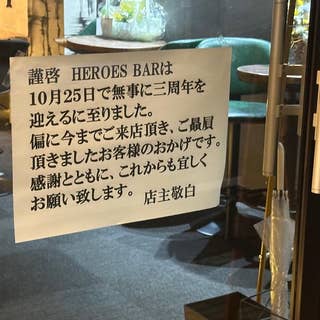 謹啓 HEROES BARは
10月25日で無事に三周年を
迎えるに至りました。
偏に今までご来店頂き、ご贔屓
頂きましたお客様のおかげです。
感謝とともに、これからも宜しく
お願い致します。 店主敬白